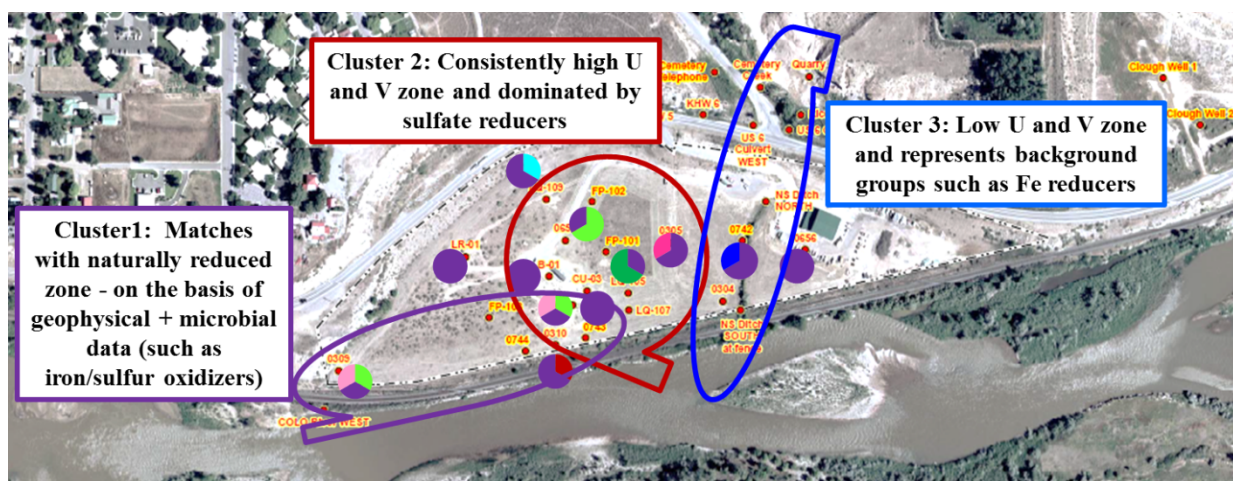 Cluster 2: Consistently high U
and V zone and dominated by
sulfate reducers
Cluster 3: Low U and V zone
and represents background
groups such as Fe reducers
Cluster1: Matches
with naturally reduced
zone - on the basis of
geophysical + microbial
data (such as
iron/sulfur oxidizers)
Cemetery
Cemetery
Creek
Quarry
Clough Well 1
KHW 6
Clough Well 2
US 6
Culvert
WEST
FP-102
NS Ditch
NORTH
0305
0742
LR-01
FP-101
0656
CU-03
0304
LQ-107
NS Ditch
SOUTH
at fence
0744
0310
0743
0309